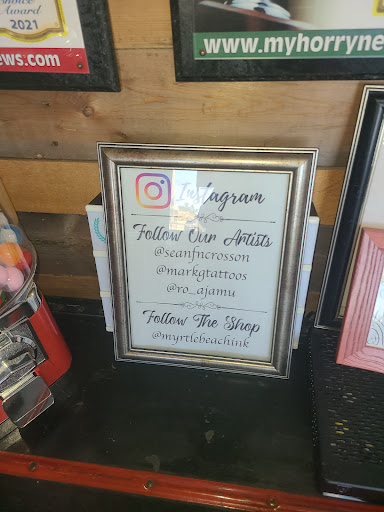 Award
2021
ews.com
www.myhorryne
Instagram
Follow Our Artists
@seanfncrosson
@markgtattoos
@ro_ajamu
Follow The Shop
@myrtlebeachink